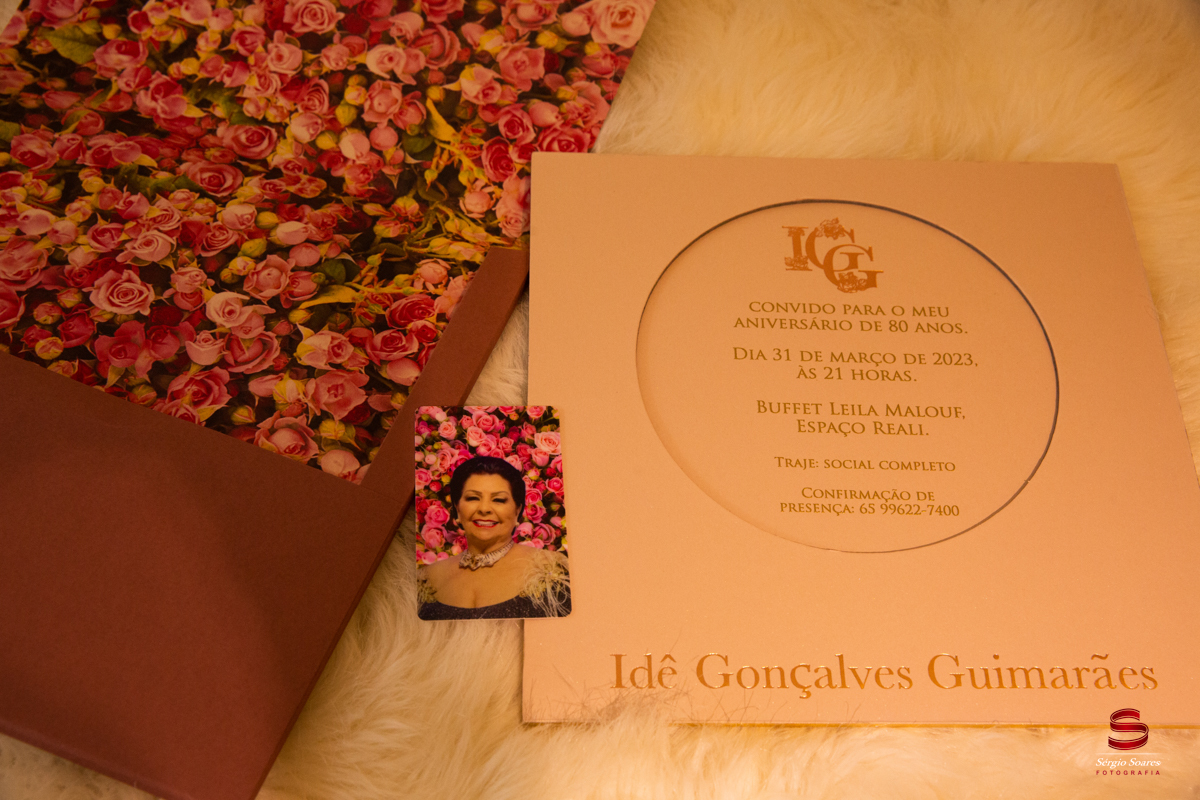 IGG
CONVIDO PARA O MEU
ANIVERSÁRIO DE 80 ANOS.
DIA 31 DE MARÇO DE 2023,
ÀS 21 HORAS.
BUFFET LEILA MALOUF,
ESPAÇO REALI.
TRAJE: SOCIAL COMPLETO
CONFIRMAÇÃO DE
PRESENÇA: 65 99622-7400
Idê Gonçalves Guimarães
S
Sérgio Soares
FOTOGRAFIA